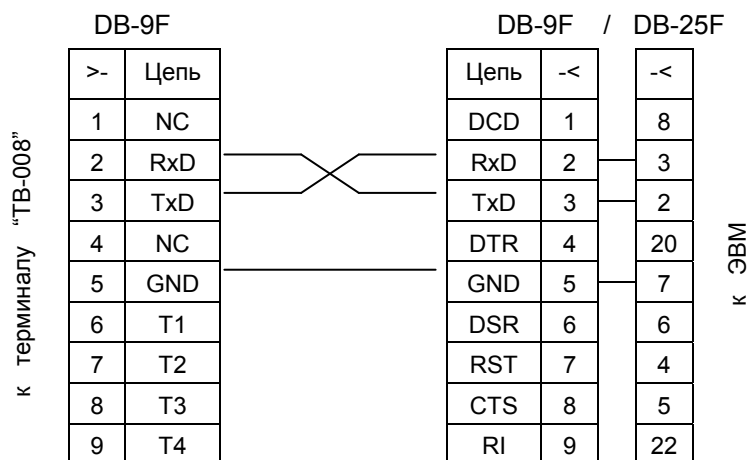 DB-9F DB-9F / DB-25F
>- Цепь Цепь -< -<
1 NC DCD 1 8
2 RxD RxD 2 3
3 TxD TxD 3 2
4 NC DTR 4 20
5 GND GND 5 7
6 T1 DSR 6 6
7 T2 RST 7 4
8 T3 CTS 8 5
9 T4 RI 9 22
к терминалу “ТВ-008”
к ЭВМ